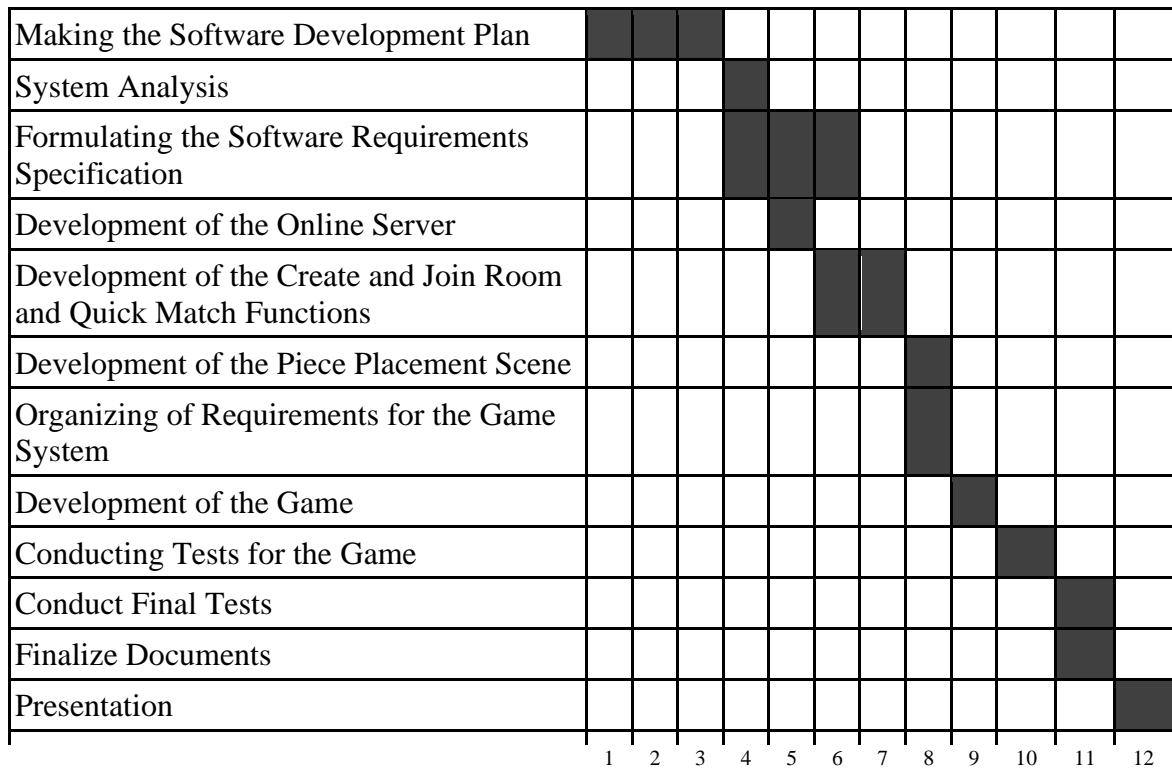 Making the Software Development Plan
System Analysis
Formulating the Software Requirements
Specification
Development of the Online Server
Development of the Create and Join Room
and Quick Match Functions
Development of the Piece Placement Scene
Organizing of Requirements for the Game
System
Development of the Game
Conducting Tests for the Game
Conduct Final Tests
Finalize Documents
Presentation
1 2 3 4 5 6 7 8 9 10 11 12